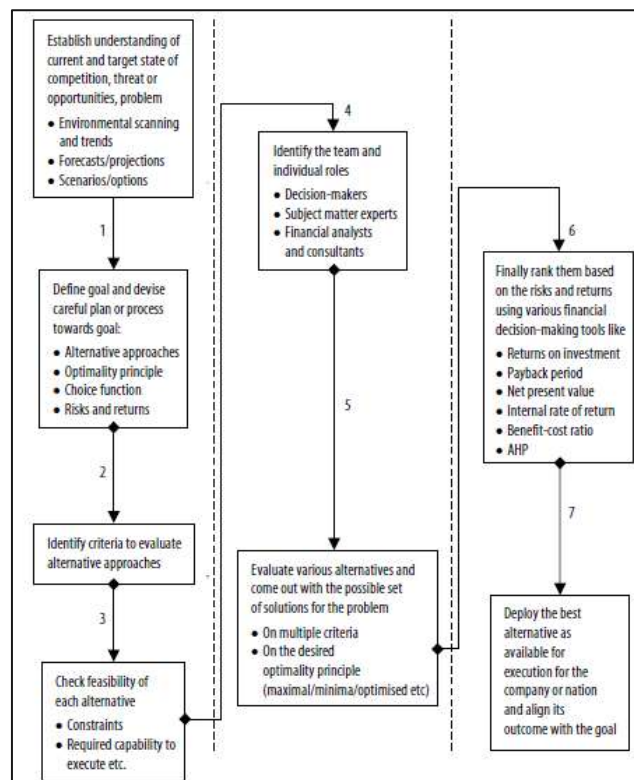 Establish understanding of
current and target state of
competition, threat or
opportunities, problem
● Environmental scanning
and trends
● Forecasts/projections
● Scenarios/options
1
Define goal and devise
careful plan or process
towards goal:
● Alternative approaches
● Optimality principle
● Choice function
● Risks and returns
2
Identify criteria to evaluate
alternative approaches
3
Check feasibility of
each alternative
● Constraints
● Required capability to
execute etc.
4
Identify the team and
individual roles
● Decision-makers
● Subject matter experts
● Financial analysts
and consultants
5
Evaluate various alternatives and
come out with the possible set
of solutions for the problem
● On multiple criteria
● On the desired
optimality principle
(maximal/minima/optimised etc)
6
Finally rank them based
on the risks and returns
using various financial
decision-making tools like
● Returns on investment
● Payback period
● Net present value
● Internal rate of return
● Benefit-cost ratio
● AHP
7
Deploy the best
alternative as
available for
execution for the
company or nation
and align its
outcome with the goal